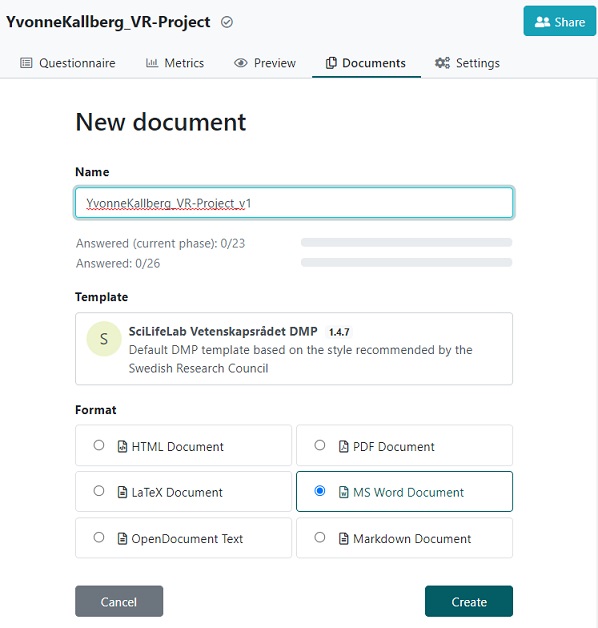 YvonneKallberg_VR-Project
Share
Questionnaire Metrics Preview Documents Settings
New document
Name
YvonneKallberg_VR-Project_v1
Answered (current phase): 0/23
Answered: 0/26
Template
S
SciLifeLab Vetenskapsrådet DMP 1.4.7
Default DMP template based on the style recommended by the
Swedish Research Council
Format
HTML Document PDF Document
LaTeX Document MS Word Document
OpenDocument Text Markdown Document
Cancel Create